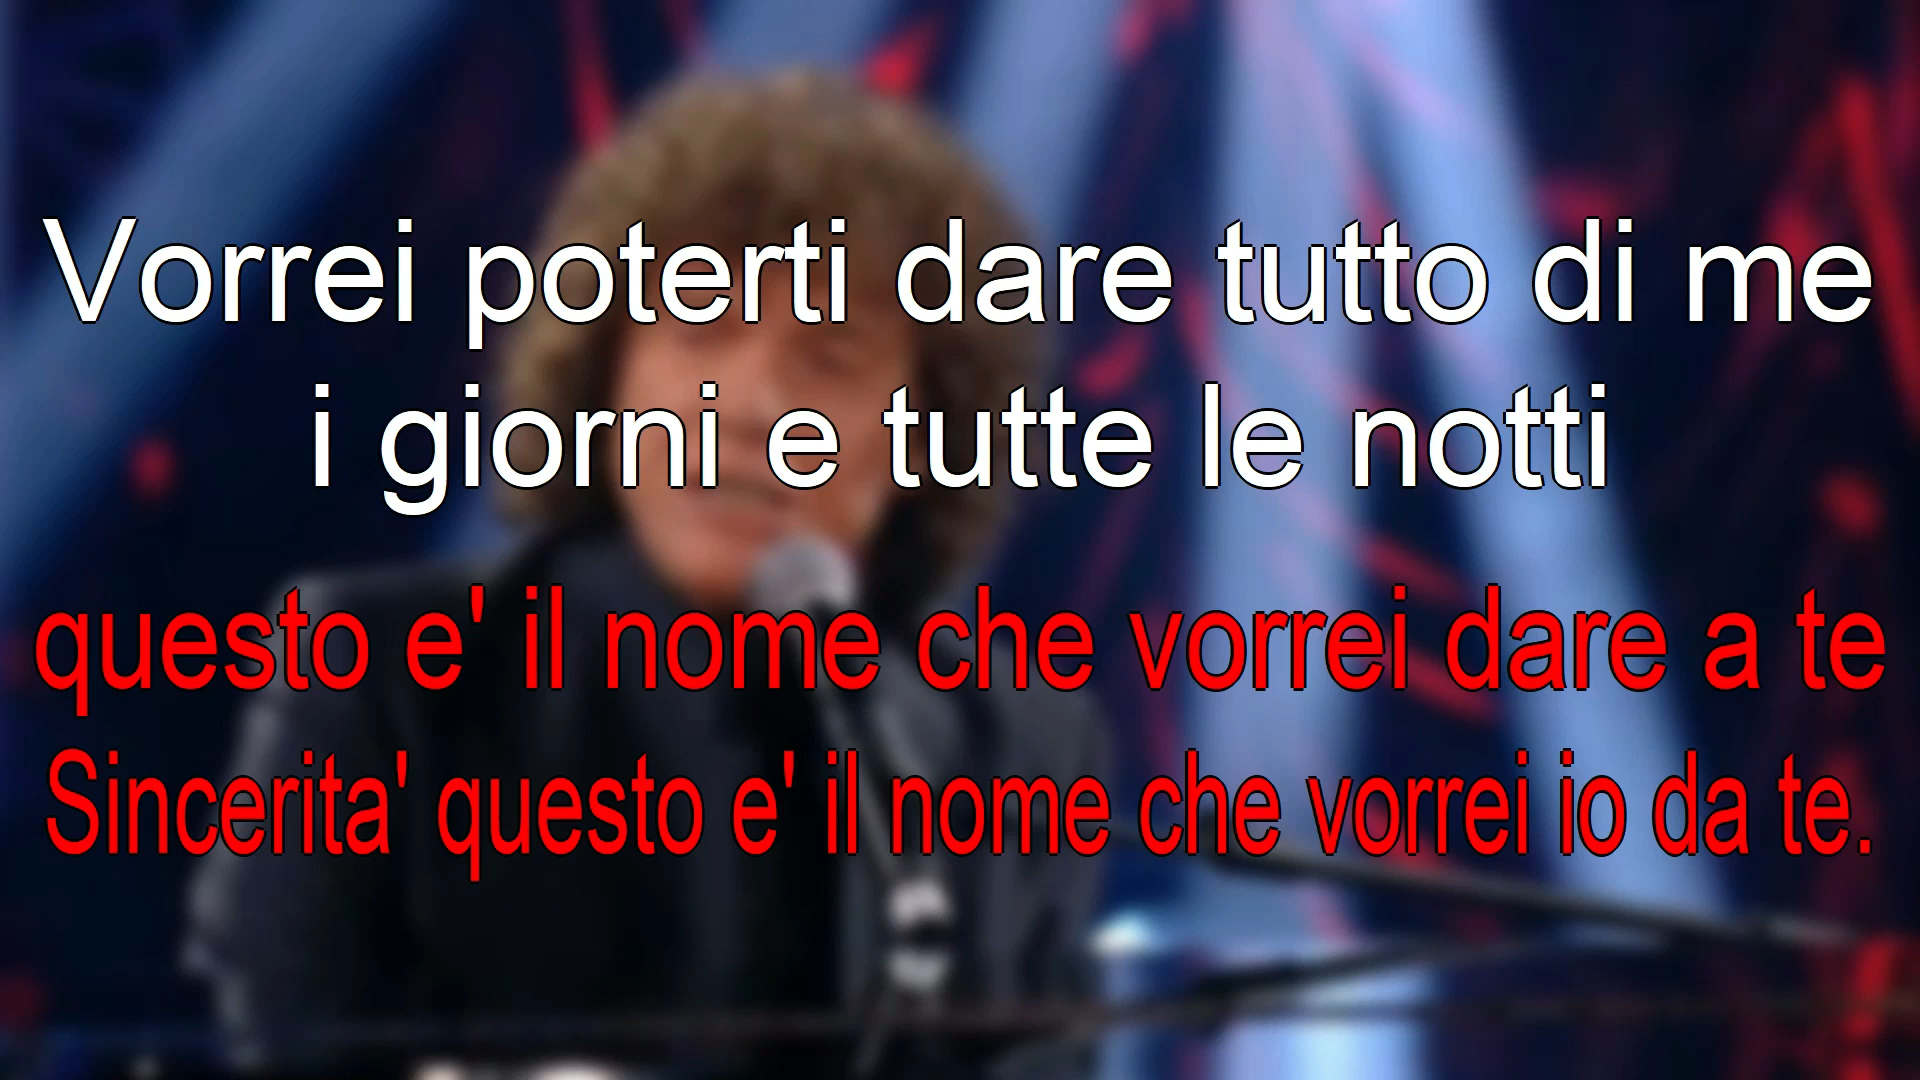 Vorrei poterti dare tutto di me
i giorni e tutte le notti
questo e' il nome che vorrei dare a te
Sincerita' questo e' il nome che vorrei io da te.